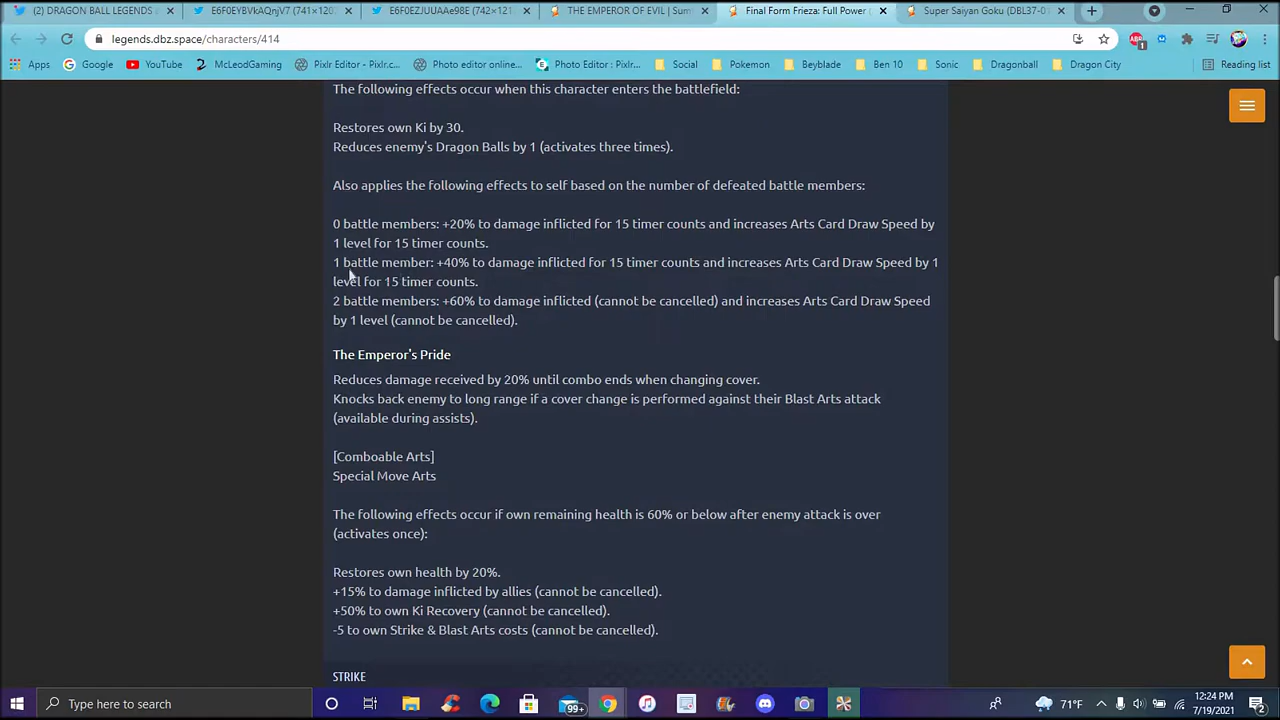 (2) DRAGON BALL LEGENDS
E6F0EYBVkAQnjV7 (741×120
E6F0EZJUUAAe98E (742×121
THE EMPEROR OF EVIL | Sum
Final Form Frieza: Full Power (
Super Saiyan Goku (DBL37-0
legends.dbz.space/characters/414
Apps
Google
YouTube
McLeodGaming
Pixlr Editor - Pixlr.c...
Photo editor online...
Photo Editor : Pixlr...
Social
Pokemon
Beyblade
Ben 10
Sonic
Dragonball
Dragon City
Reading list
The following effects occur when this character enters the battlefield:
Restores own Ki by 30.
Reduces enemy's Dragon Balls by 1 (activates three times).
Also applies the following effects to self based on the number of defeated battle members:
0 battle members: +20% to damage inflicted for 15 timer counts and increases Arts Card Draw Speed by
1 level for 15 timer counts.
1 battle member: +40% to damage inflicted for 15 timer counts and increases Arts Card Draw Speed by 1
level for 15 timer counts.
2 battle members: +60% to damage inflicted (cannot be cancelled) and increases Arts Card Draw Speed
by 1 level (cannot be cancelled).
The Emperor's Pride
Reduces damage received by 20% until combo ends when changing cover.
Knocks back enemy to long range if a cover change is performed against their Blast Arts attack
(available during assists).
[Comboable Arts]
Special Move Arts
The following effects occur if own remaining health is 60% or below after enemy attack is over
(activates once):
Restores own health by 20%.
+15% to damage inflicted by allies (cannot be cancelled).
+50% to own Ki Recovery (cannot be cancelled).
-5 to own Strike & Blast Arts costs (cannot be cancelled).
STRIKE
Type here to search
99+
71°F
12:24 PM
7/19/2021